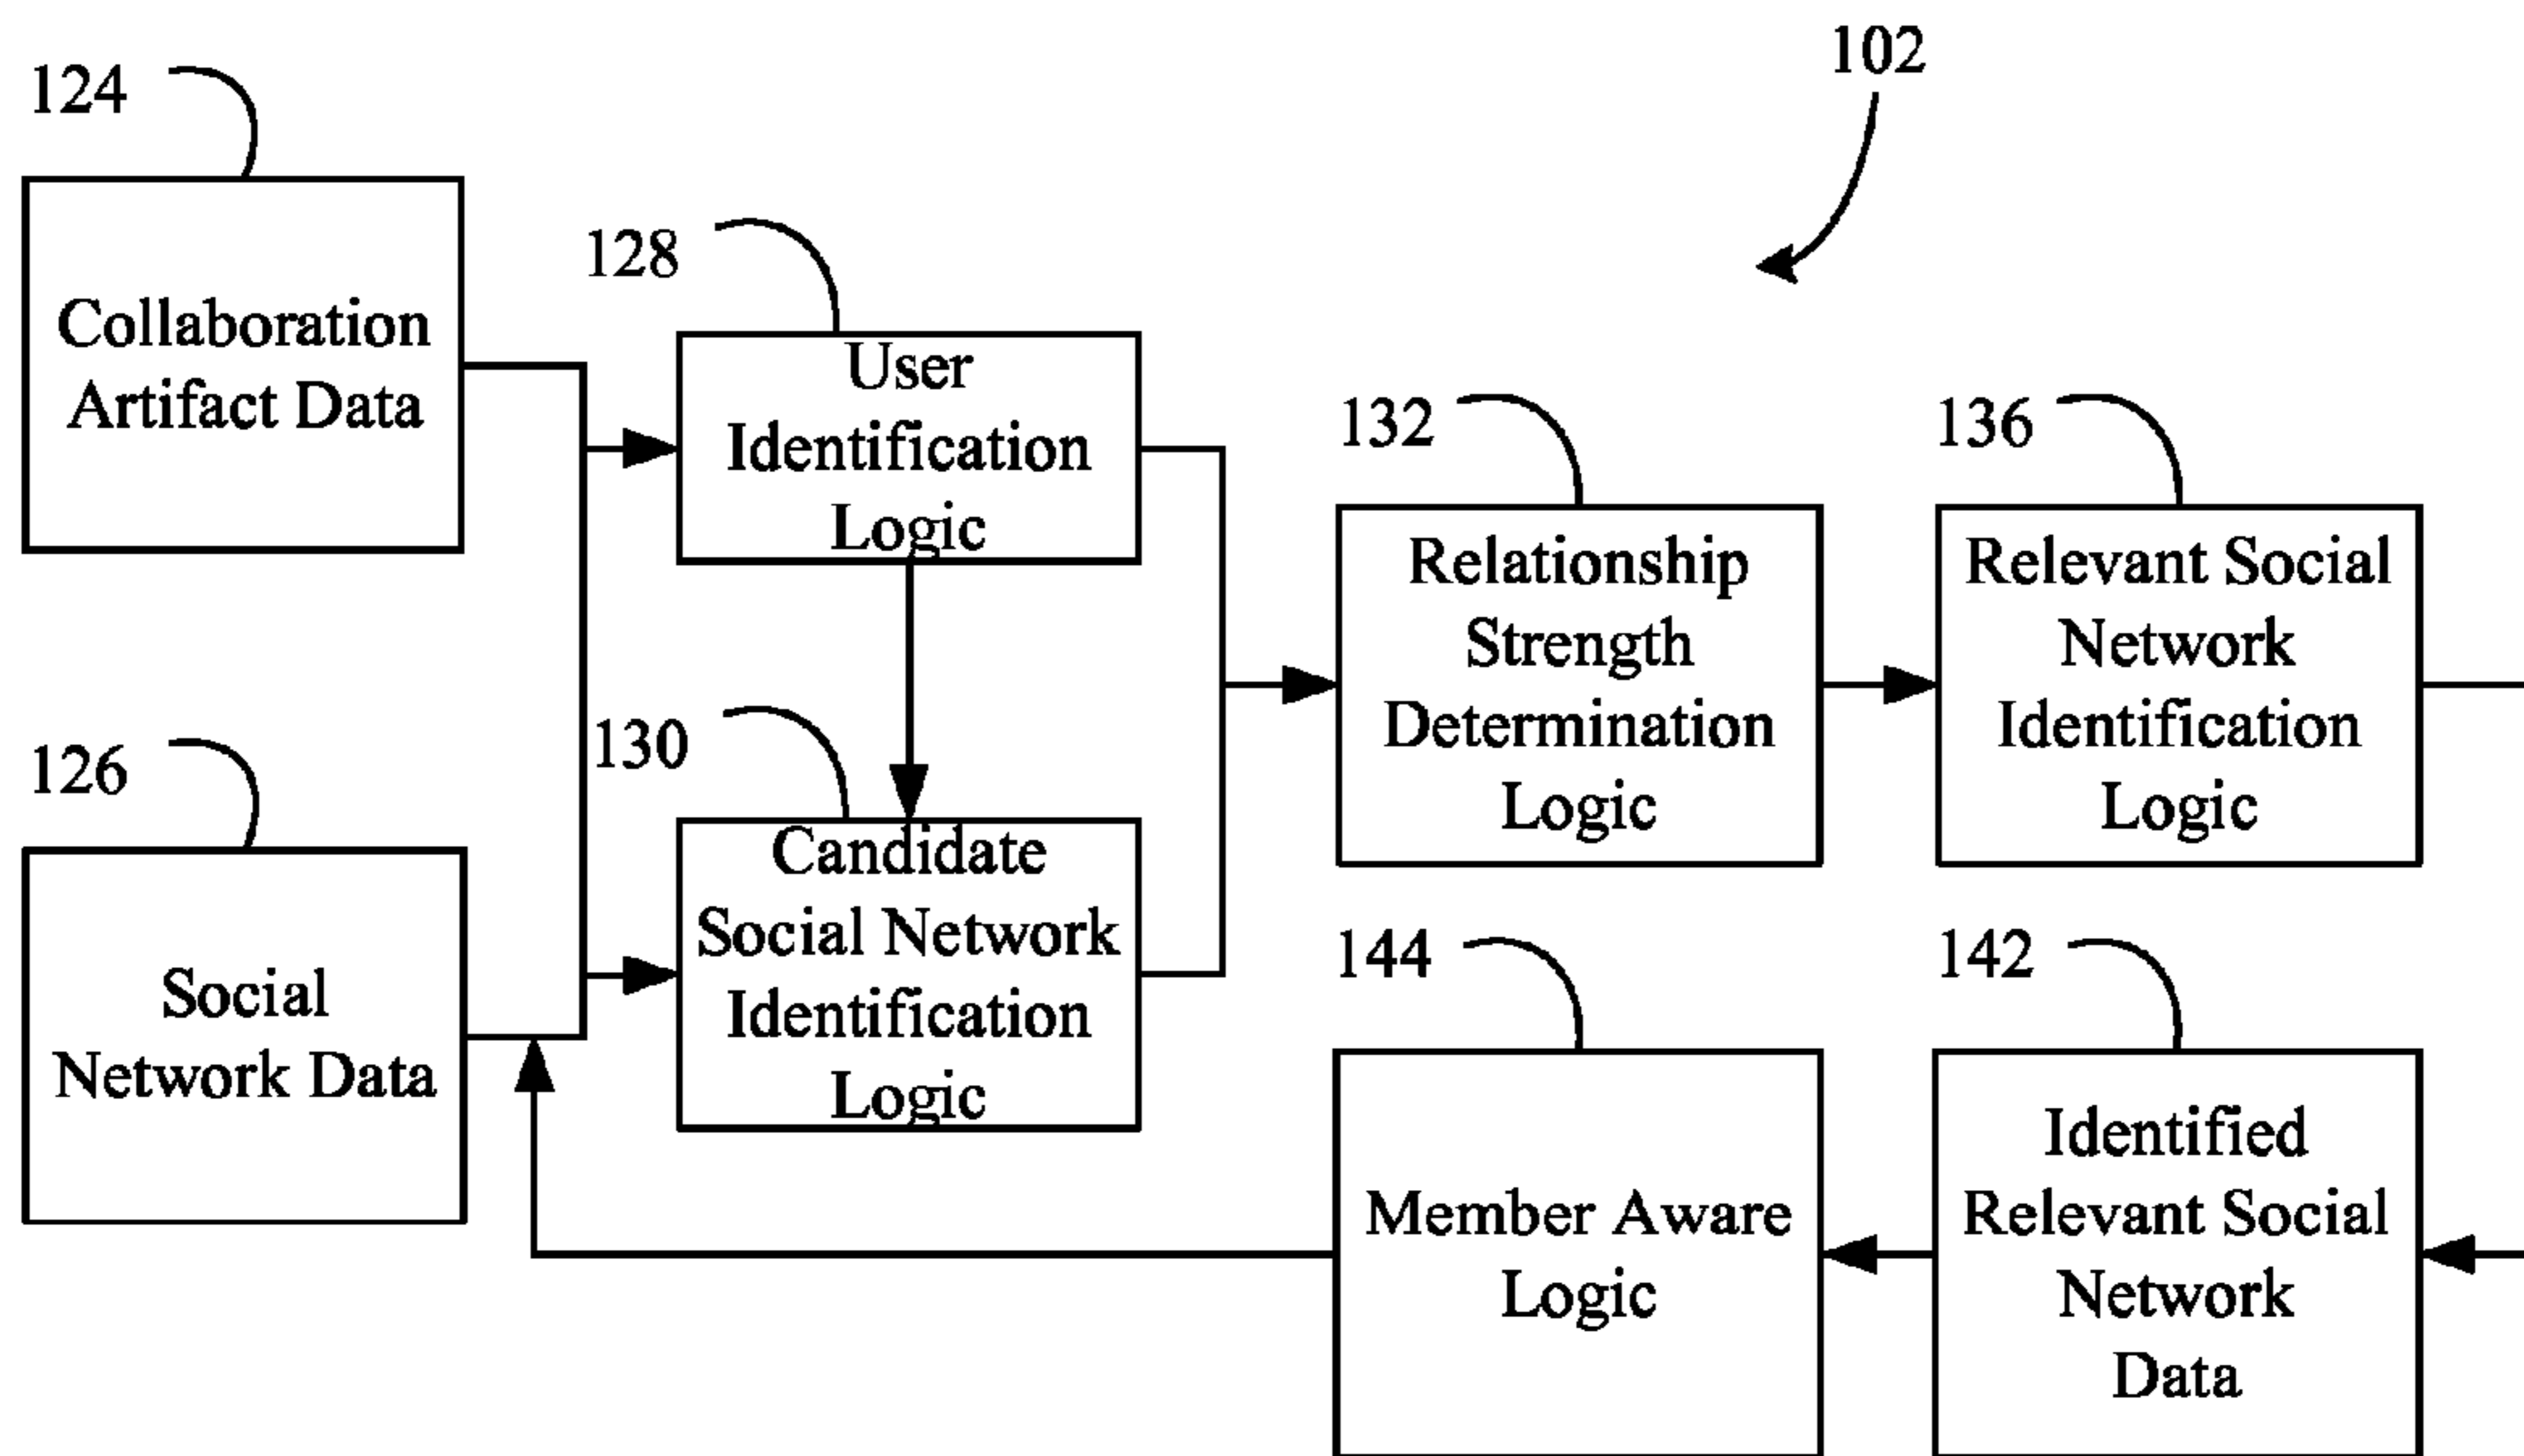 102
124
Collaboration
Artifact Data
128
User
Identification
Logic
132
Relationship
Strength
Determination
Logic
136
Relevant Social
Network
Identification
Logic
126
Social
Network Data
130
Candidate
Social Network
Identification
Logic
144
Member Aware
Logic
142
Identified
Relevant Social
Network
Data